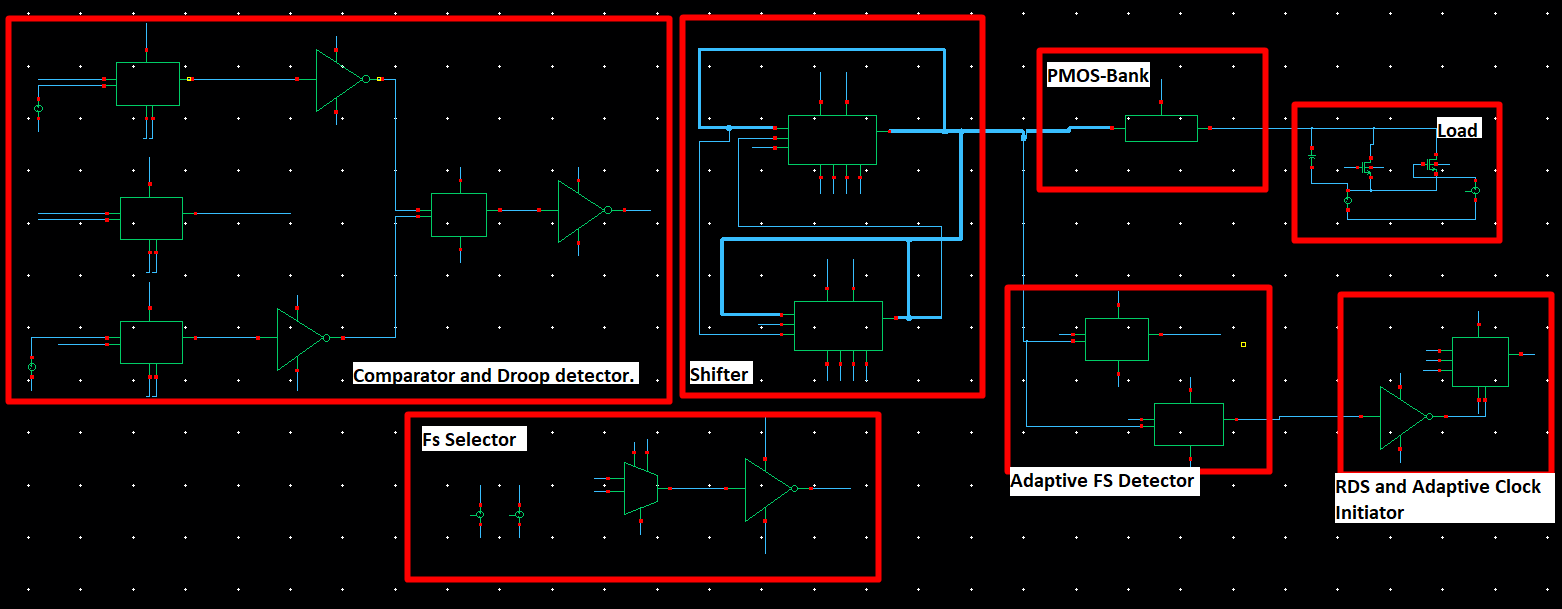 PMOS-Bank
Load
Comparator and Droop detector.
Shifter
Fs Selector
Adaptive FS Detector
RDS and Adaptive Clock
Initiator